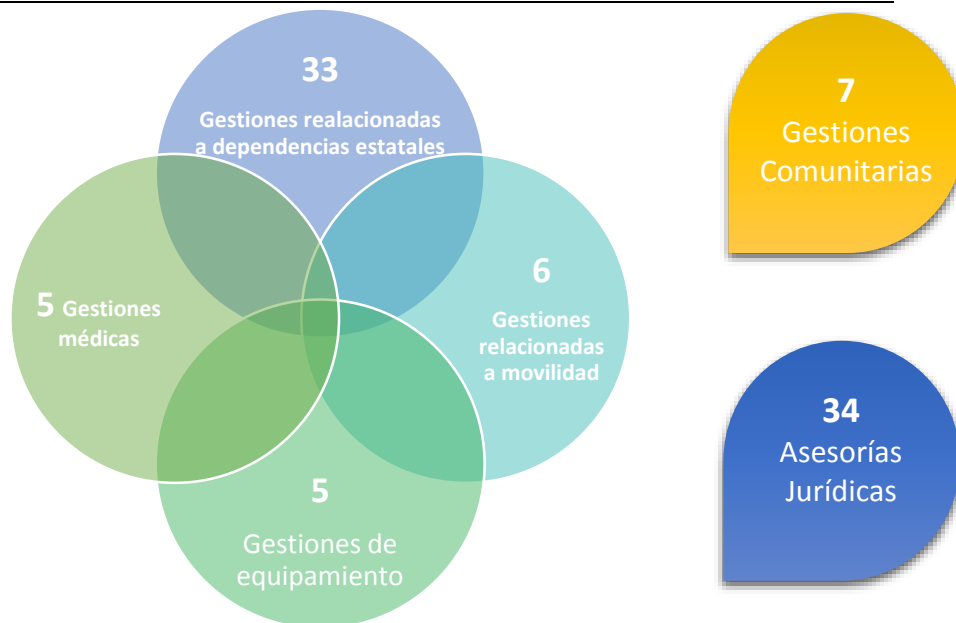 33
Gestiones realacionadas
a dependencias estatales
5 Gestiones
médicas
6
Gestiones
relacionadas
a movilidad
5
Gestiones de
equipamiento
7
Gestiones
Comunitarias
34
Asesorías
Jurídicas